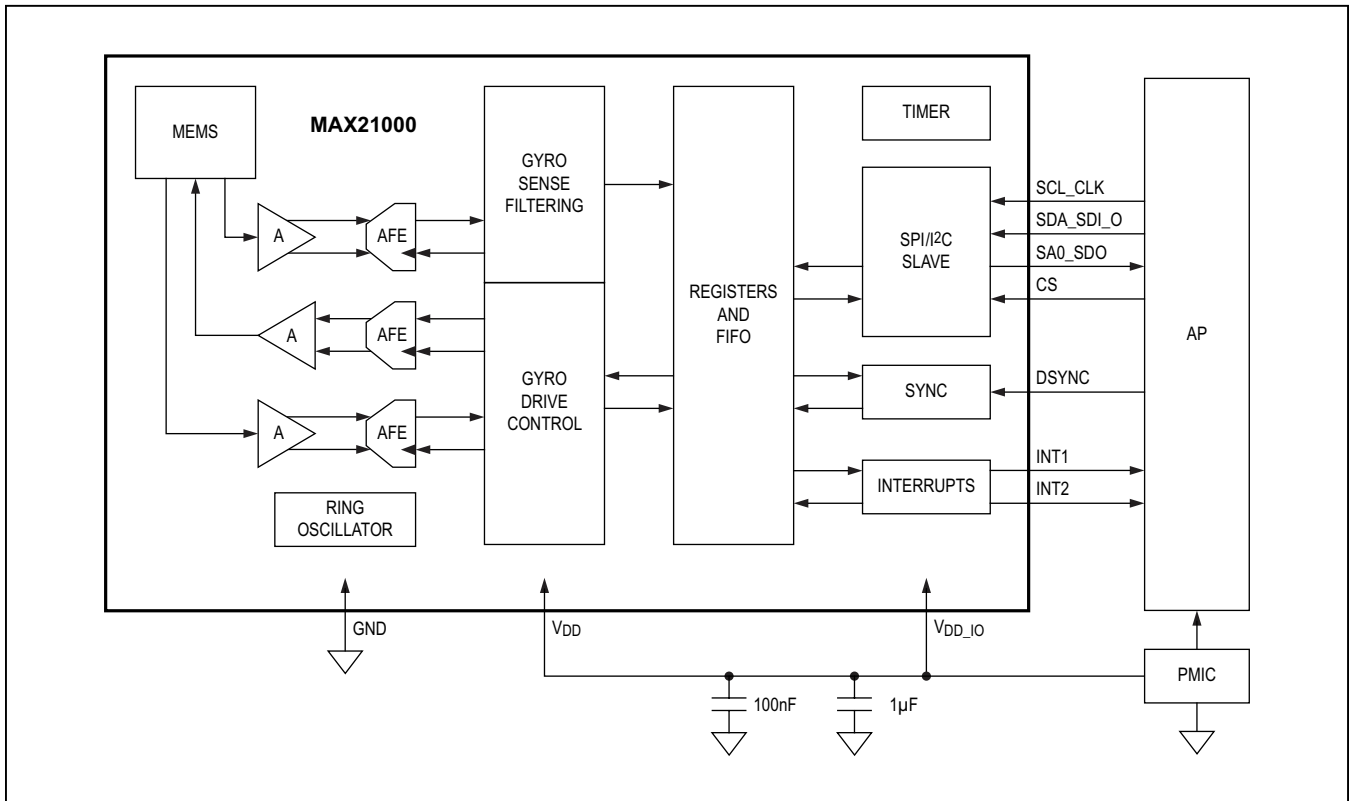 MAX21000
MEMS
A
AFE
A
AFE
A
AFE
RING
OSCILLATOR
GYRO
SENSE
FILTERING
GYRO
DRIVE
CONTROL
REGISTERS
AND
FIFO
TIMER
SPI/I2C
SLAVE
SYNC
INTERRUPTS
SCL_CLK
SDA_SDI_O
SA0_SDO
CS
DSYNC
INT1
INT2
AP
GND
VDD
VDD_IO
100nF
1µF
PMIC